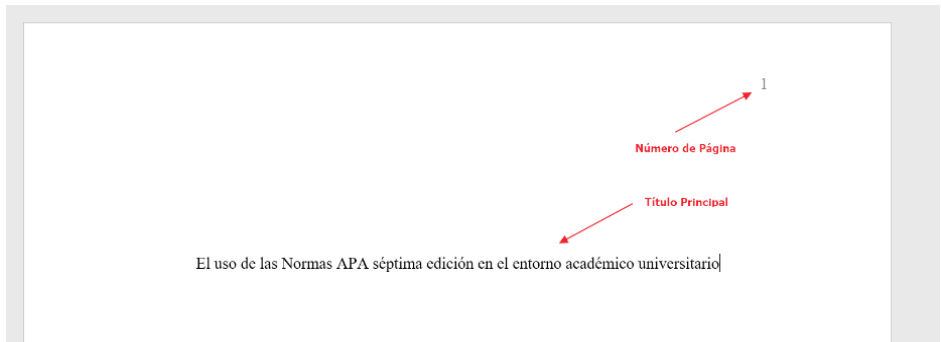 1
Número de Página
Título Principal
El uso de las Normas APA séptima edición en el entorno académico universitario